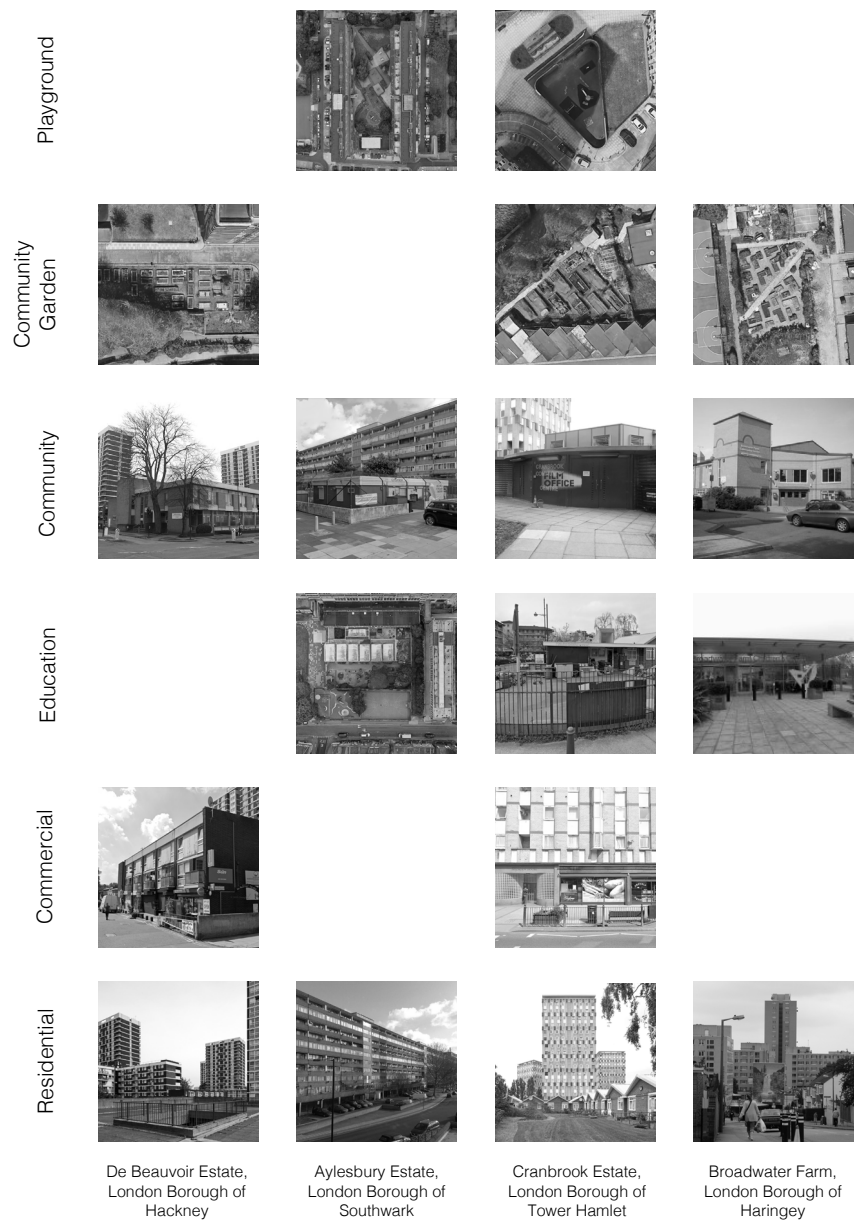 Playground
Community
Garden
Community
FILM
OFFICE
Education
Commercial
Residential
De Beauvoir Estate,
London Borough of
Hackney
Aylesbury Estate,
London Borough of
Southwark
Cranbrook Estate,
London Borough of
Tower Hamlet
Broadwater Farm,
London Borough of
Haringey